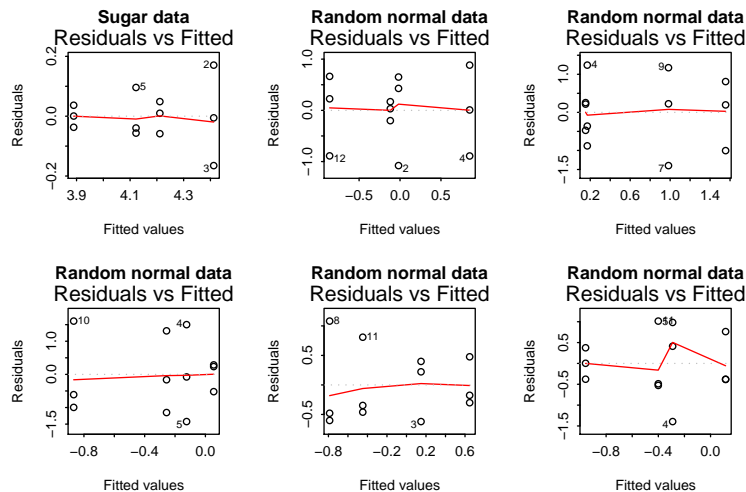 Sugar data
Residuals vs Fitted
Residuals
0.2
0.0
−0.2
2
5
3
3.9
4.1
4.3
Fitted values
Random normal data
Residuals vs Fitted
Residuals
1.0
0.0
−1.0
12
2
4
−0.5
0.0
0.5
Fitted values
Random normal data
Residuals vs Fitted
Residuals
1.0
0.0
−1.5
4
9
7
0.2
0.8
1.4
Fitted values
Random normal data
Residuals vs Fitted
Residuals
1.0
0.0
−1.5
10
4
5
−0.8
−0.4
0.0
Fitted values
Random normal data
Residuals vs Fitted
Residuals
0.5
−0.5
8
11
3
−0.8
−0.2
0.2
0.6
Fitted values
Random normal data
Residuals vs Fitted
Residuals
0.5
−0.5
−1.5
4
−0.8
−0.4
0.0
Fitted values